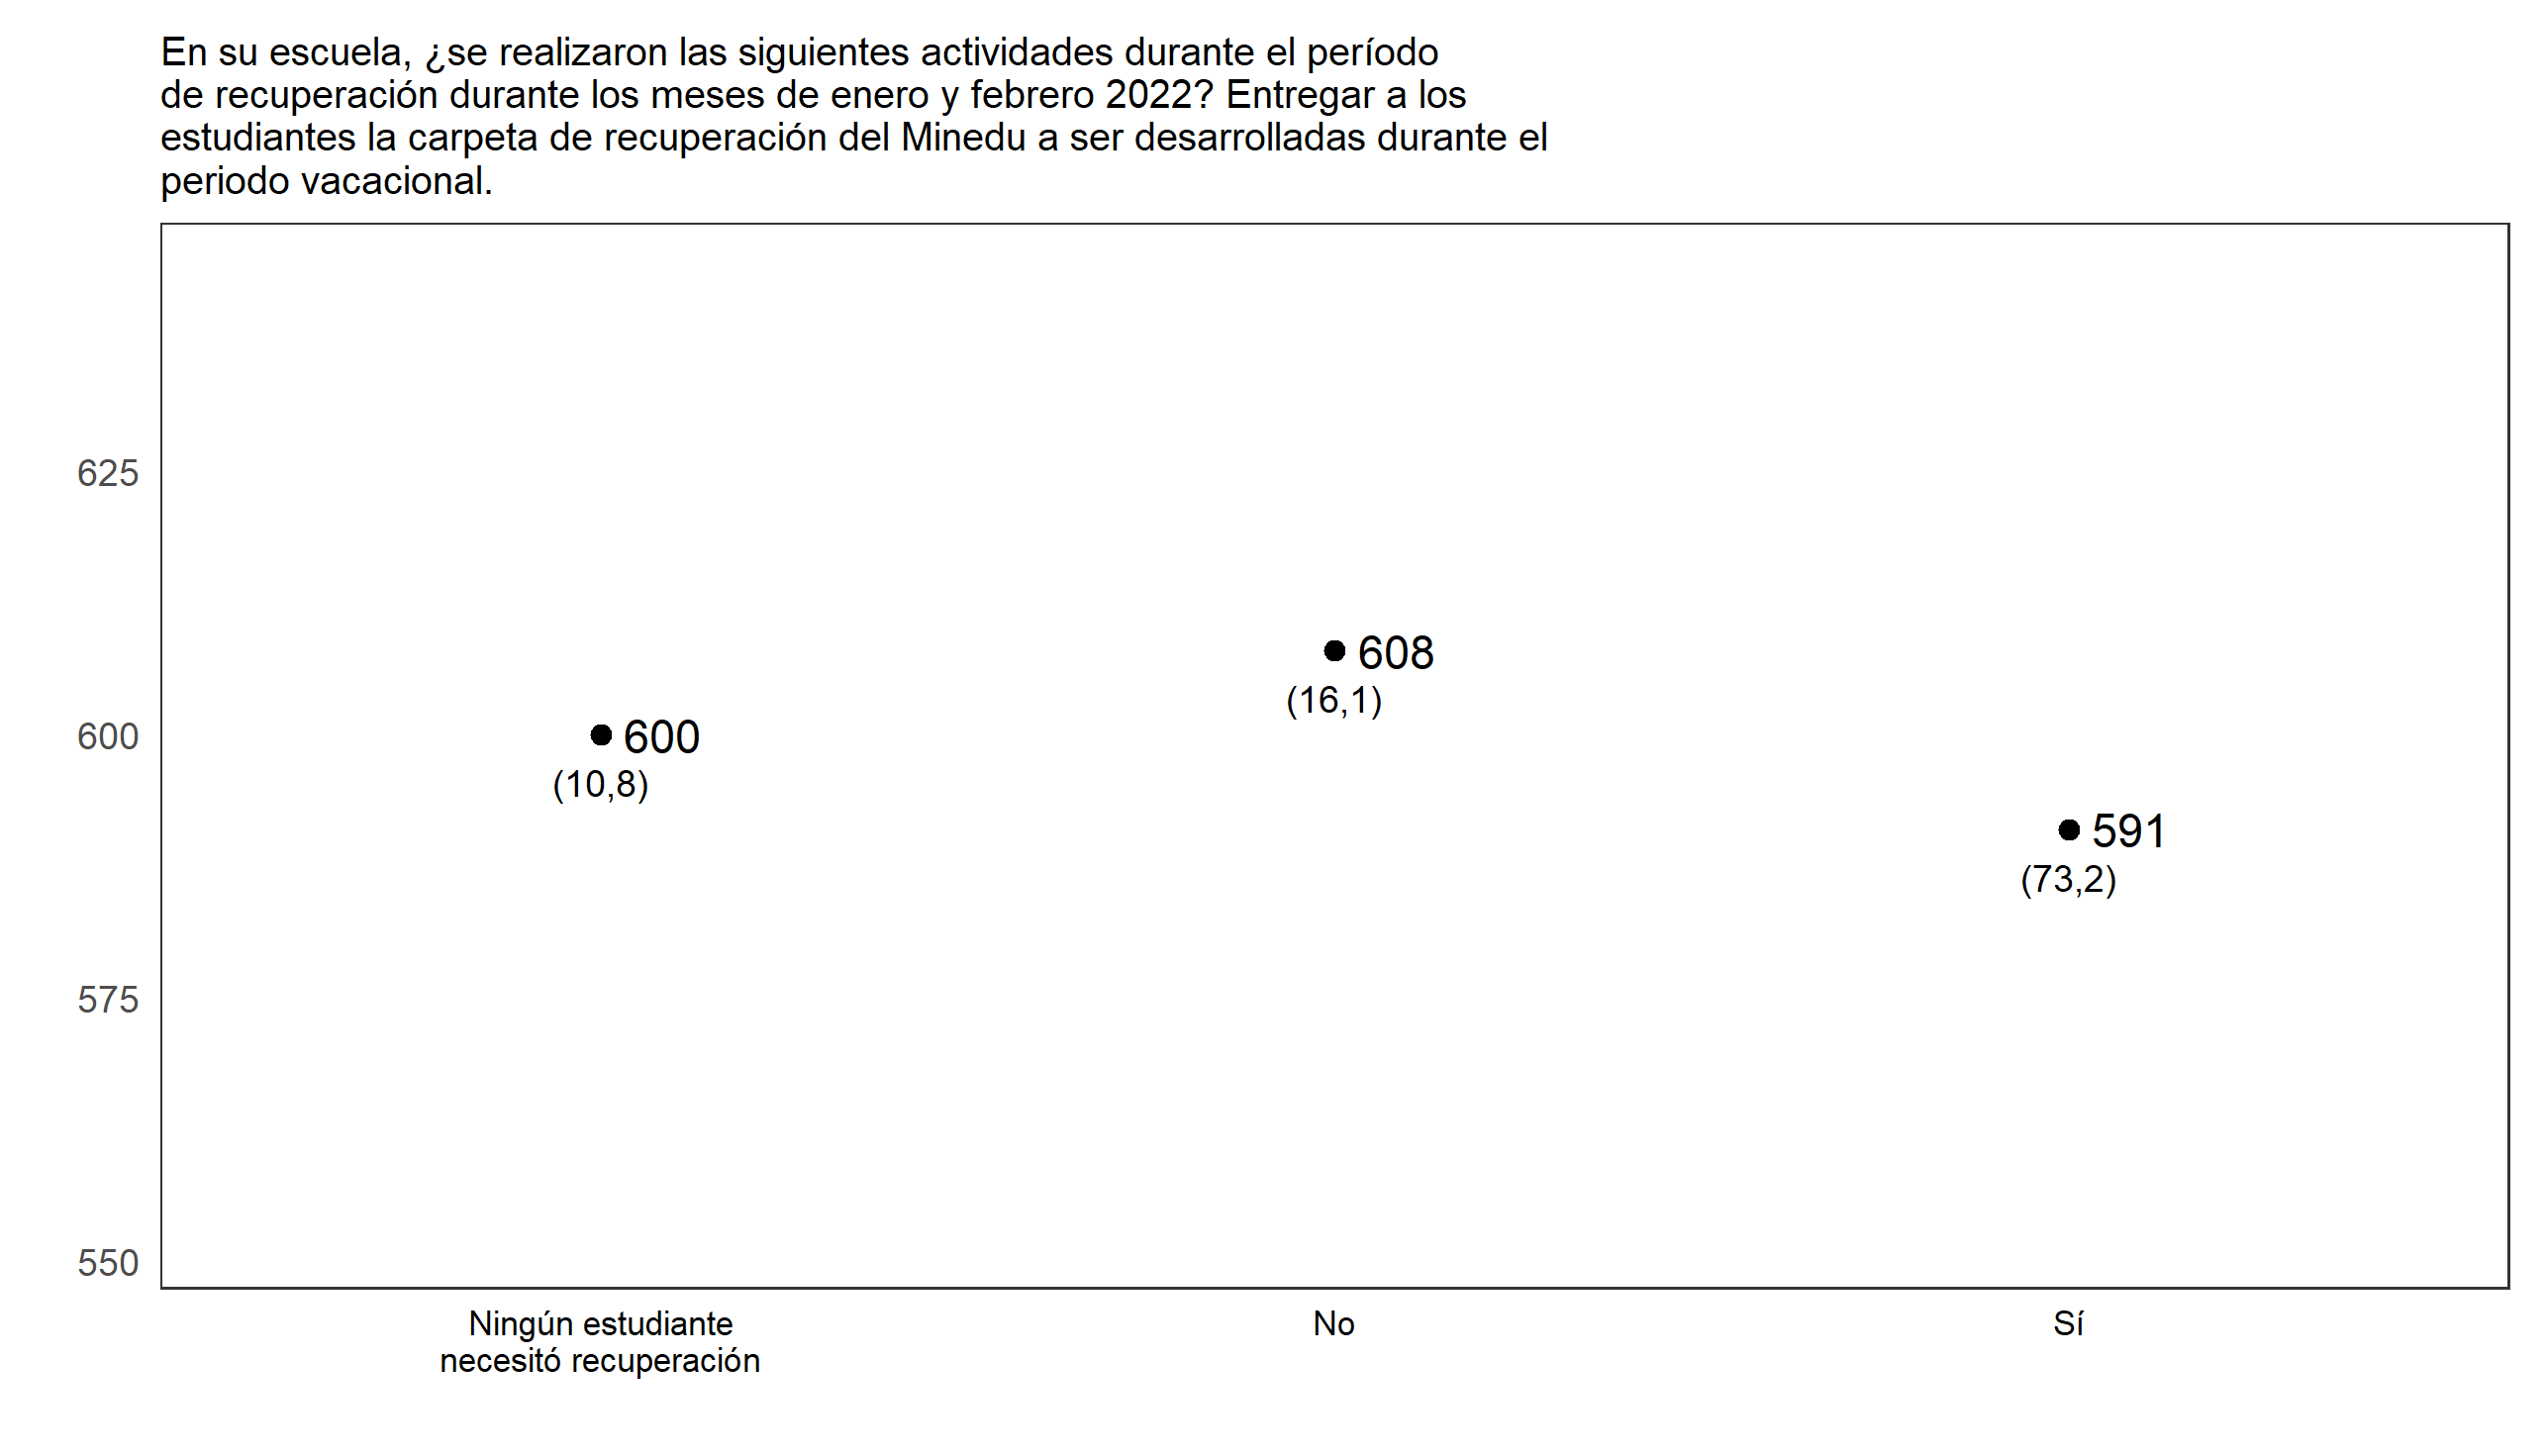 En su escuela, ¿se realizaron las siguientes actividades durante el período
de recuperación durante los meses de enero y febrero 2022? Entregar a los
estudiantes la carpeta de recuperación del Minedu a ser desarrolladas durante el
periodo vacacional.
625
600
575
550
608
(16,1)
600
(10,8)
591
(73,2)
Ningún estudiante
necesitó recuperación
No
Sí